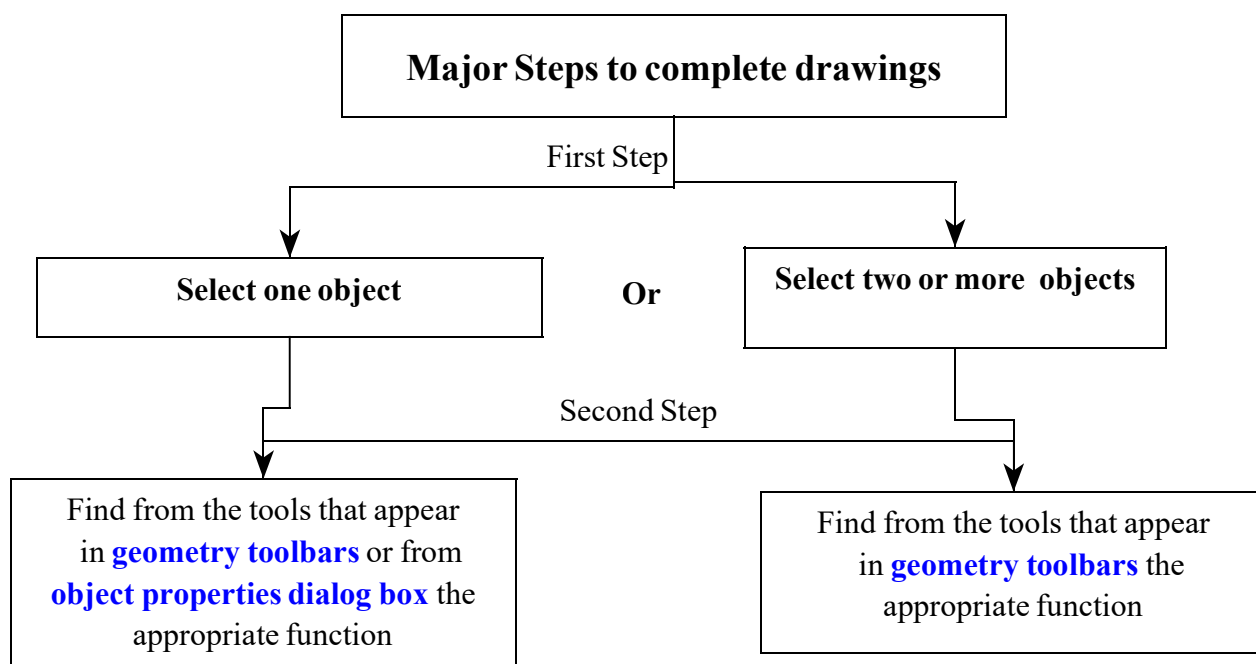 Major Steps to complete drawings
First Step
Select one object
Or
Select two or more objects
Second Step
Find from the tools that appear
in geometry toolbars or from
object properties dialog box the
appropriate function
Find from the tools that appear
in geometry toolbars the
appropriate function